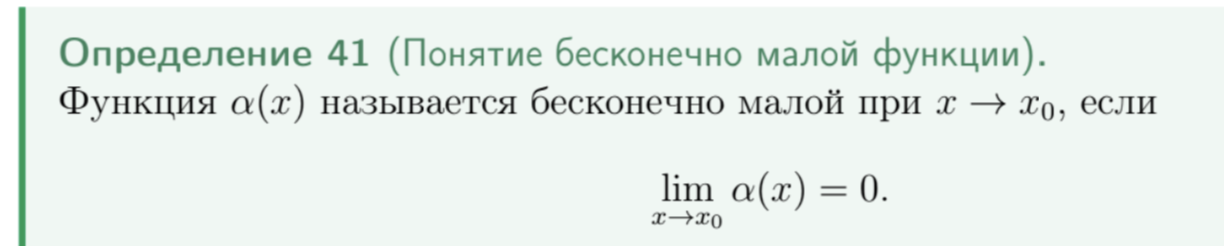 Определение 41 (Понятие бесконечно малой функции).
Функция α(x) называется бесконечно малой при x → x₀, если
lim α(x) = 0.
x→x₀